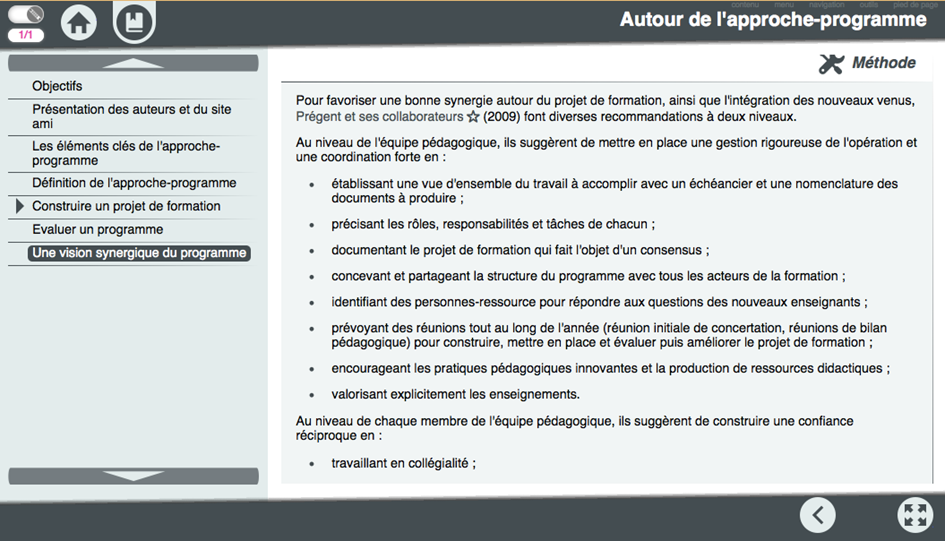 contenu menu navigation outils pied de page
Autour de l'approche-programme
1/1
Objectifs
Présentation des auteurs et du site
ami
Les éléments clés de l'approche-
programme
Définition de l'approche-programme
Construire un projet de formation
Evaluer un programme
Une vision synergique du programme
Méthode
Pour favoriser une bonne synergie autour du projet de formation, ainsi que l'intégration des nouveaux venus,
Prégent et ses collaborateurs (2009) font diverses recommandations à deux niveaux.
Au niveau de l'équipe pédagogique, ils suggèrent de mettre en place une gestion rigoureuse de l'opération et
une coordination forte en :
• établissant une vue d'ensemble du travail à accomplir avec un échéancier et une nomenclature des
documents à produire ;
• précisant les rôles, responsabilités et tâches de chacun ;
• documentant le projet de formation qui fait l'objet d'un consensus ;
• concevant et partageant la structure du programme avec tous les acteurs de la formation ;
• identifiant des personnes-ressource pour répondre aux questions des nouveaux enseignants ;
• prévoyant des réunions tout au long de l'année (réunion initiale de concertation, réunions de bilan
pédagogique) pour construire, mettre en place et évaluer puis améliorer le projet de formation ;
• encourageant les pratiques pédagogiques innovantes et la production de ressources didactiques ;
• valorisant explicitement les enseignements.
Au niveau de chaque membre de l'équipe pédagogique, ils suggèrent de construire une confiance
réciproque en :
• travaillant en collégialité ;